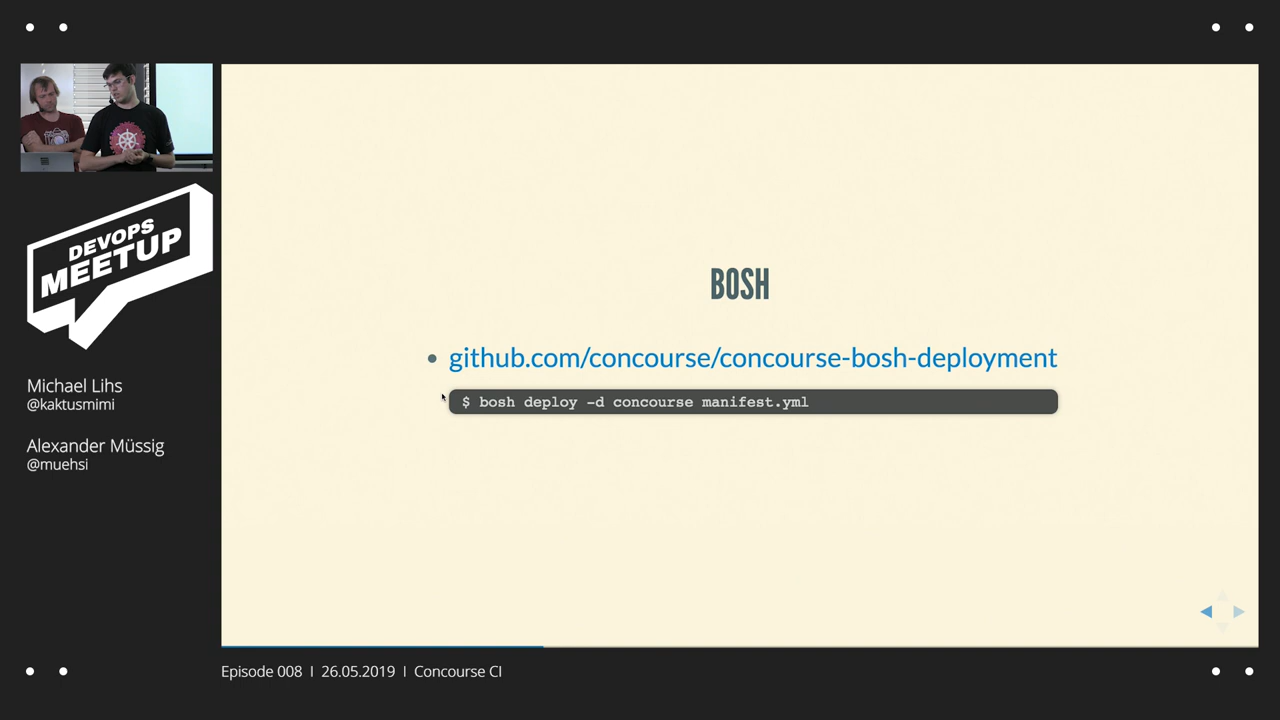 DEVOPS
MEETUP
Michael Lihs
@kaktusmimi
Alexander Müssig
@muehsi
BOSH
github.com/concourse/concourse-bosh-deployment
$ bosh deploy -d concourse manifest.yml
Episode 008 | 26.05.2019 | Concourse CI